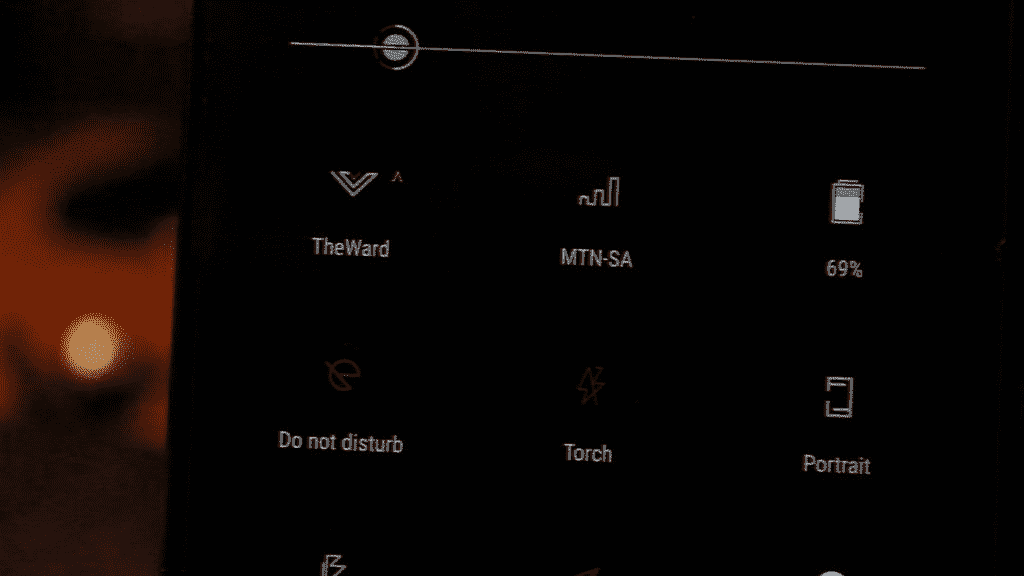 TheWard
MTN-SA
69%
Do not disturb
Torch
Portrait